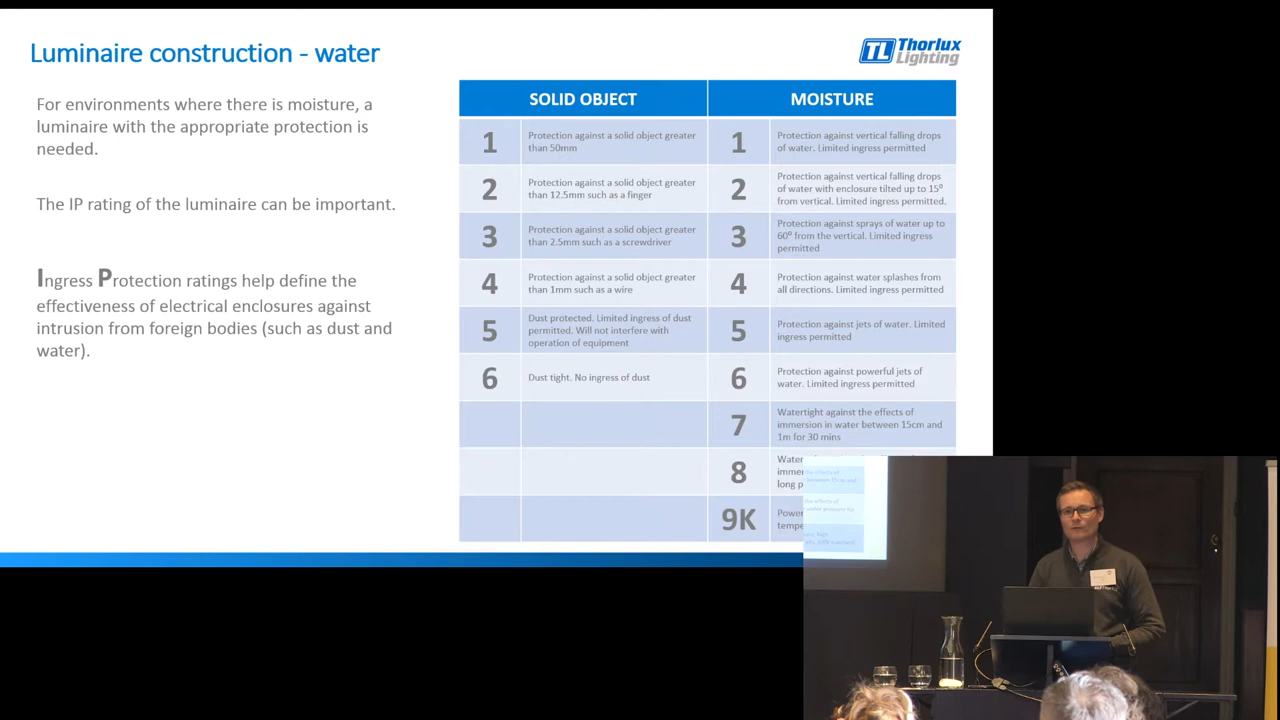 Luminaire construction - water
TL Thorlux
Lighting
For environments where there is moisture, a
luminaire with the appropriate protection is
needed.
The IP rating of the luminaire can be important.
Ingress Protection ratings help define the
effectiveness of electrical enclosures against
intrusion from foreign bodies (such as dust and
water).
SOLID OBJECT
MOISTURE
1
Protection against a solid object greater
than 50mm
1
Protection against vertical falling drops
of water. Limited ingress permitted
2
Protection against a solid object greater
than 12.5mm such as a finger
2
Protection against vertical falling drops
of water with enclosure tilted up to 15°
from vertical. Limited ingress permitted.
3
Protection against a solid object greater
than 2.5mm such as a screwdriver
3
Protection against sprays of water up to
60° from the vertical. Limited ingress
permitted
4
Protection against a solid object greater
than 1mm such as a wire
4
Protection against water splashes from
all directions. Limited ingress permitted
5
Dust protected. Limited ingress of dust
permitted. Will not interfere with
operation of equipment
5
Protection against jets of water. Limited
ingress permitted
6
Dust tight. No ingress of dust
6
Protection against powerful jets of
water. Limited ingress permitted
7
Watertight against the effects of
immersion in water between 15cm and
1m for 30 mins
8
Water
imme
long p
9K
Power
tempe